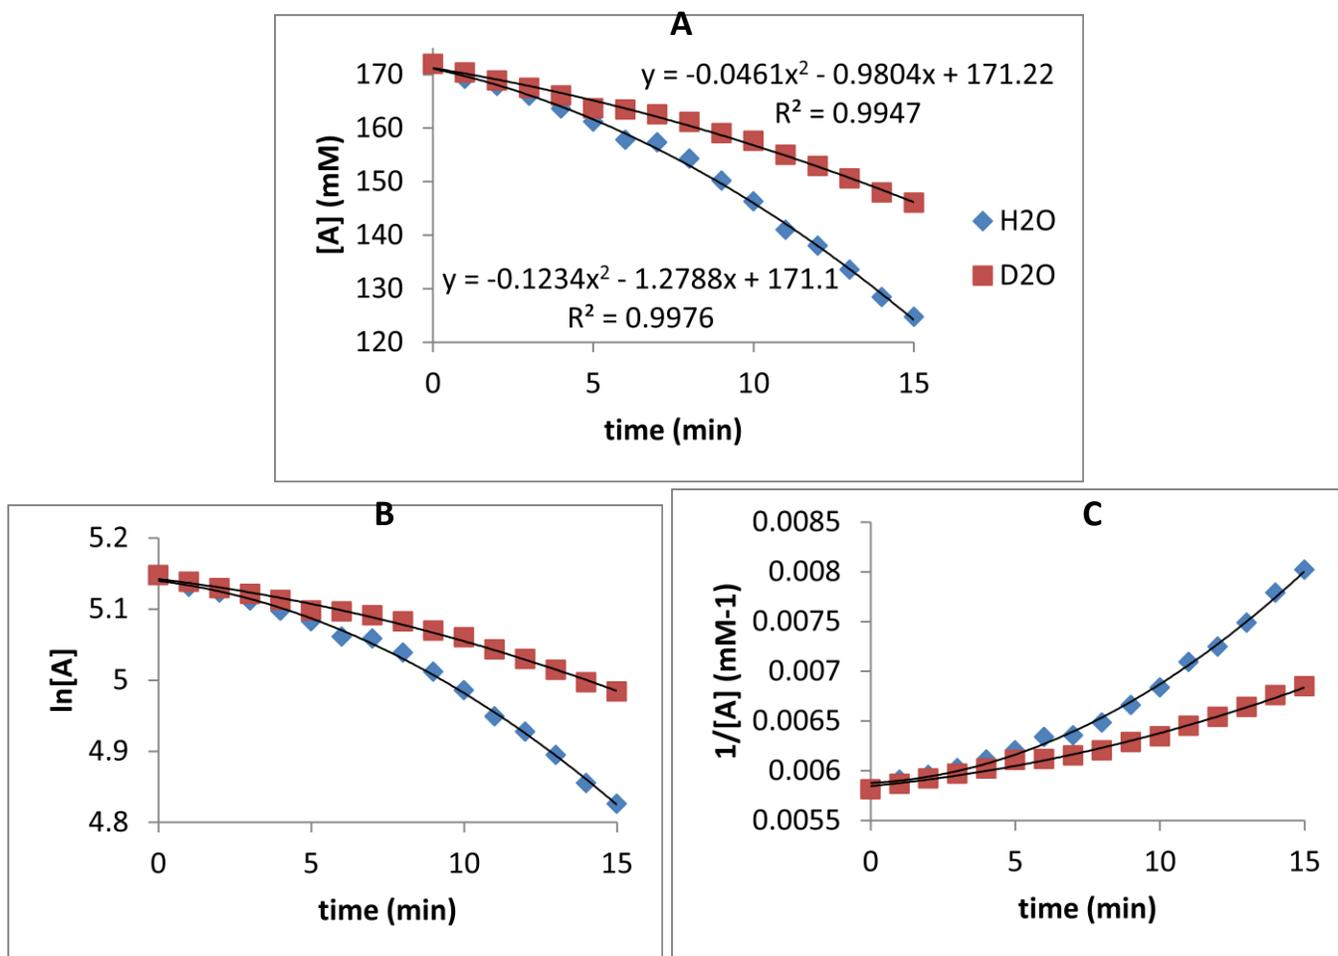 A
y = -0.0461x² - 0.9804x + 171.22
R² = 0.9947
[A] (mM)
170
160
150
140
130
120
y = -0.1234x² - 1.2788x + 171.1
R² = 0.9976
H2O
D2O
0 5 10 15
time (min)
B
ln[A]
5.2
5.1
5
4.9
4.8
0 5 10 15
time (min)
C
1/[A] (mM-1)
0.0085
0.008
0.0075
0.007
0.0065
0.006
0.0055
0 5 10 15
time (min)